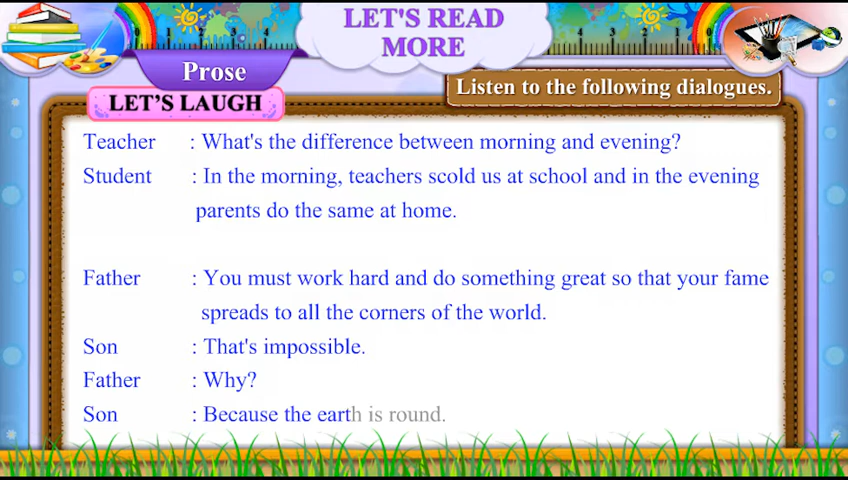 LET'S READ
MORE
Prose
LET'S LAUGH
Listen to the following dialogues.
Teacher : What's the difference between morning and evening?
Student : In the morning, teachers scold us at school and in the evening
parents do the same at home.
Father : You must work hard and do something great so that your fame
spreads to all the corners of the world.
Son : That's impossible.
Father : Why?
Son : Because the earth is round.